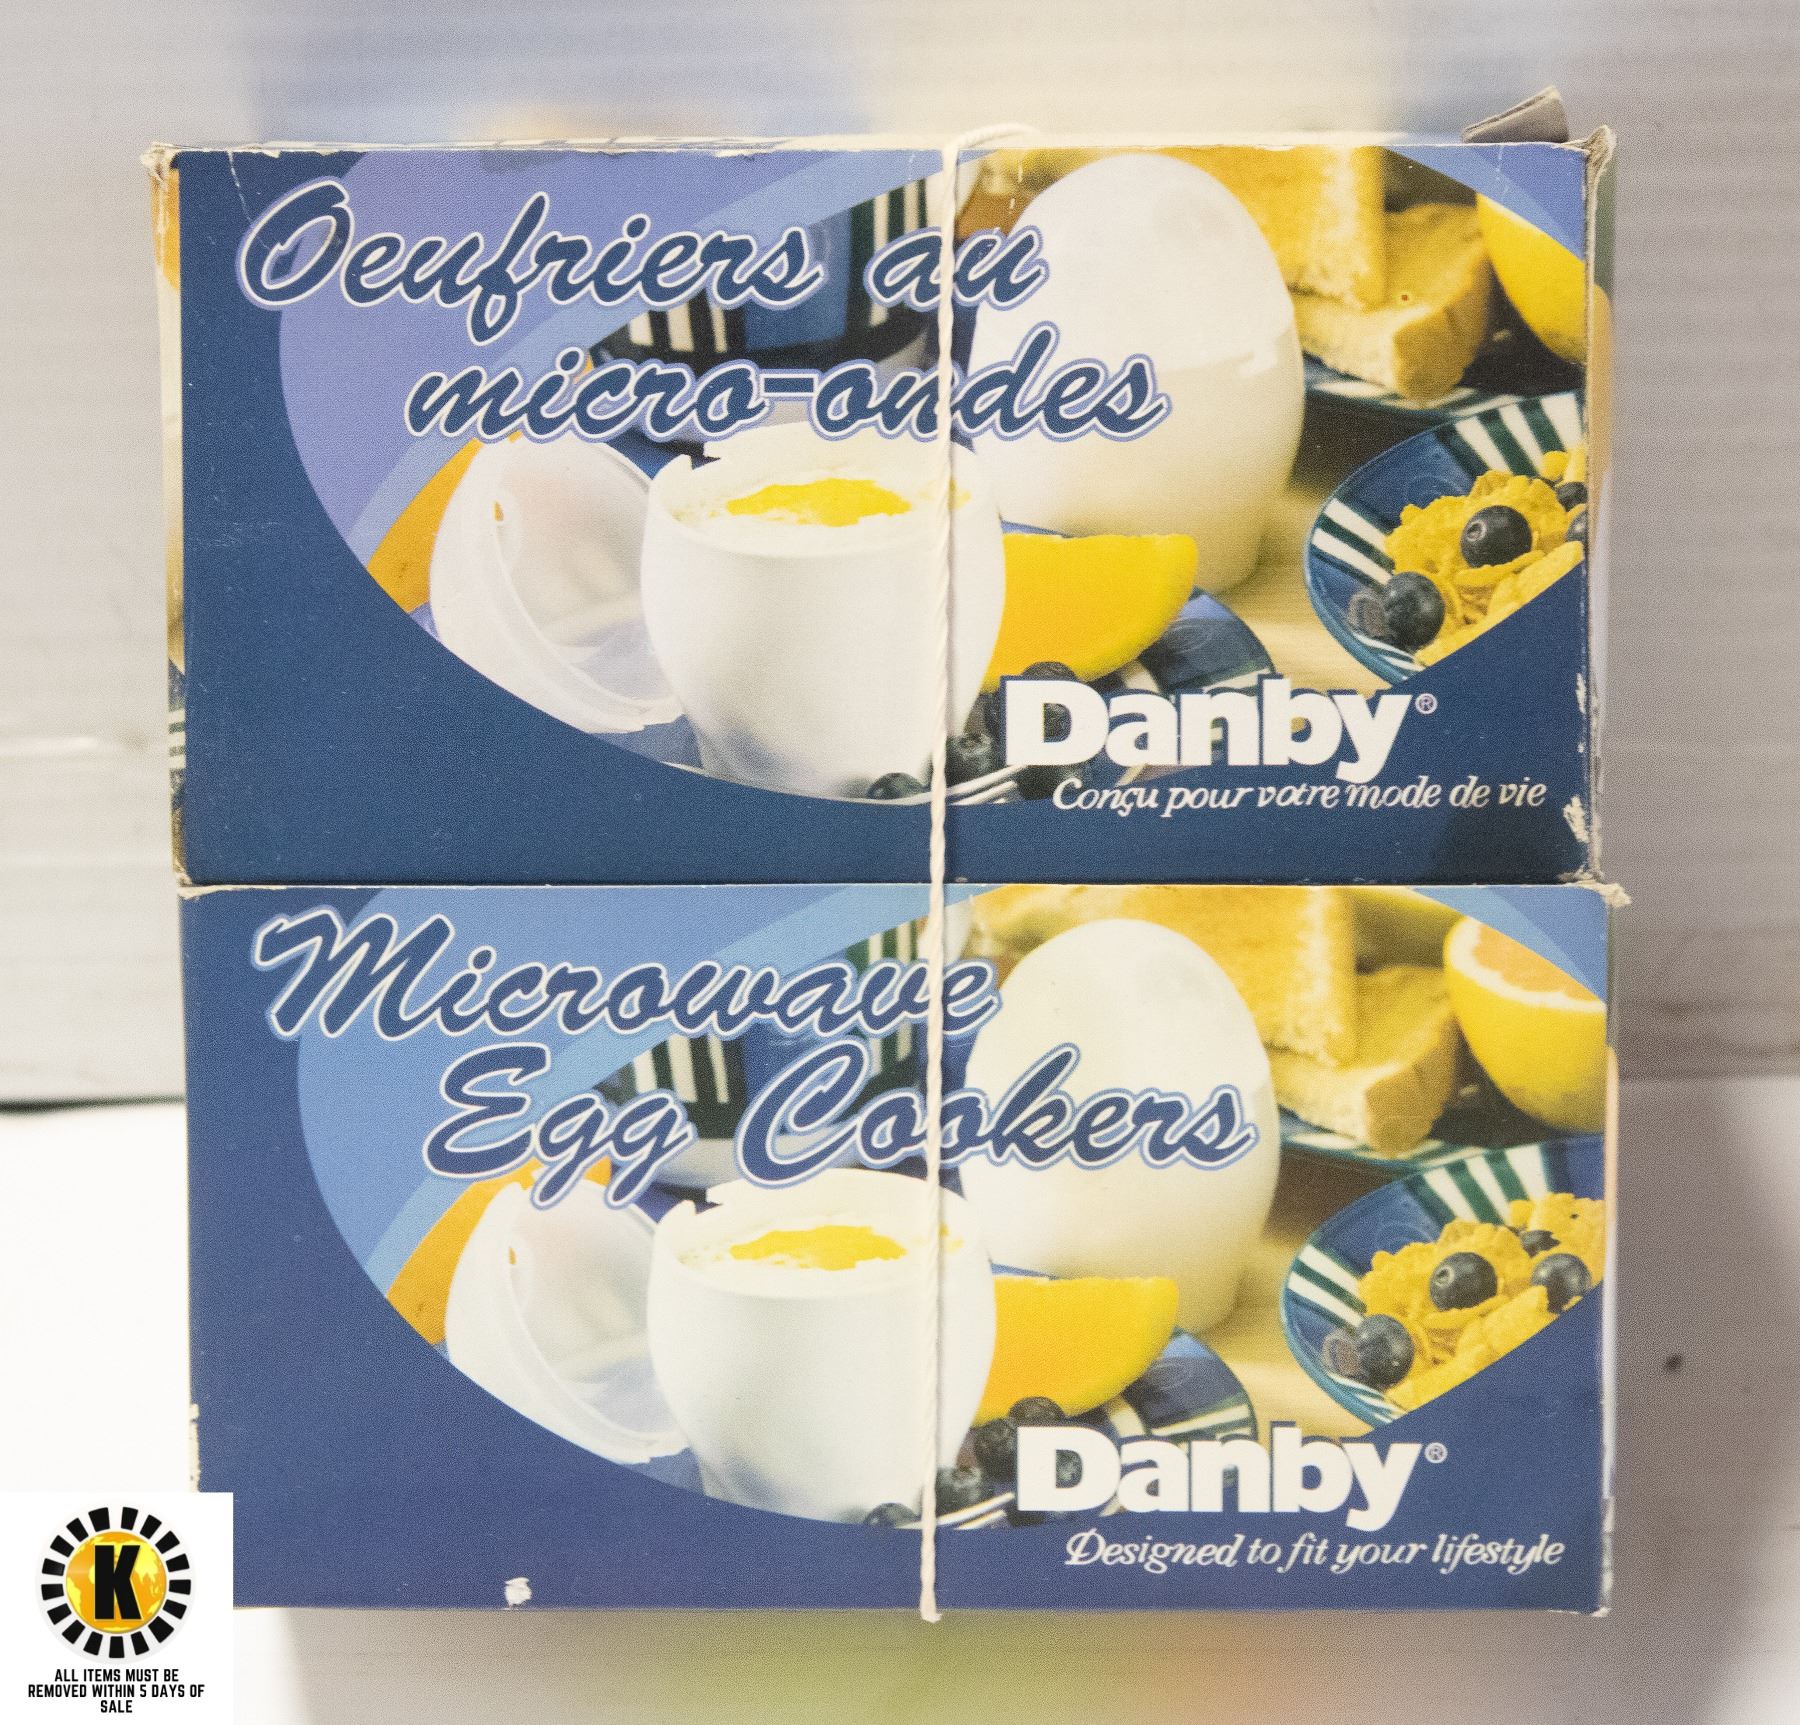 Oeufriers au
micro-ondes
Danby®
Conçu pour votre mode de vie
Microwave
Egg Cookers
Danby®
Designed to fit your lifestyle
K
ALL ITEMS MUST BE
REMOVED WITHIN 5 DAYS OF
SALE